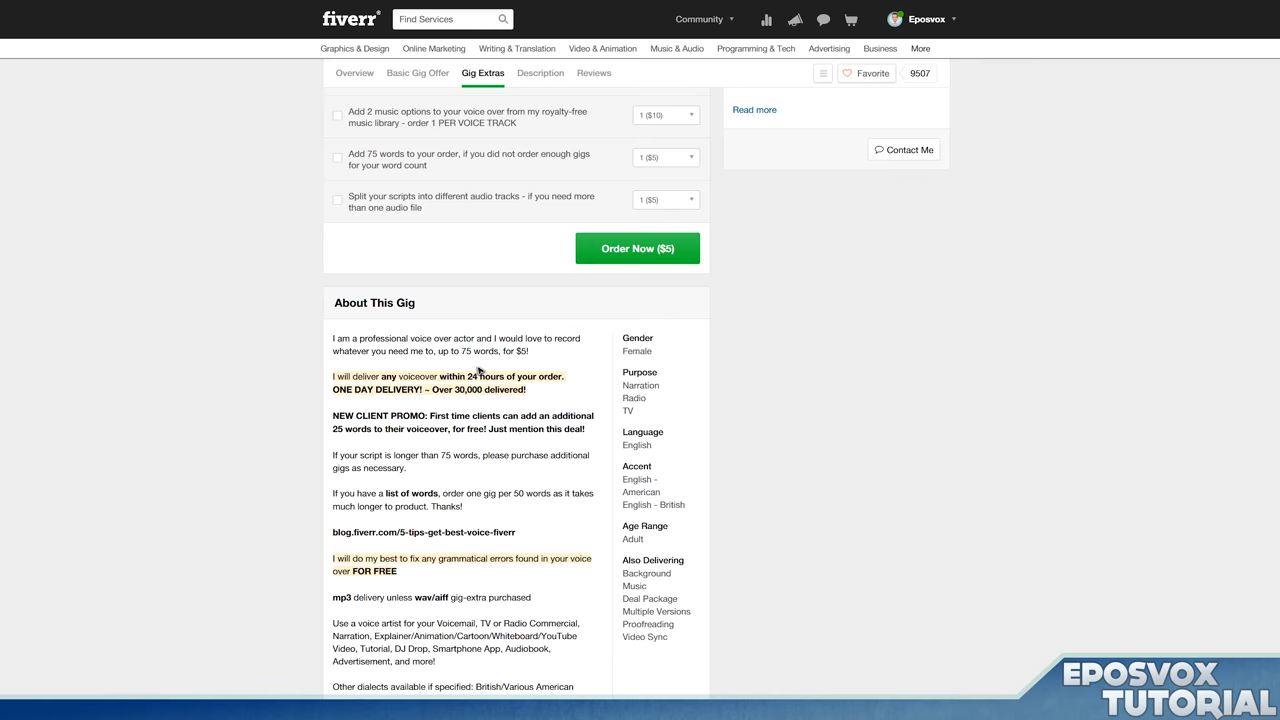 fiverr
Find Services
Community
Eposvox
Graphics & Design
Online Marketing
Writing & Translation
Video & Animation
Music & Audio
Programming & Tech
Advertising
Business
More
Overview
Basic Gig Offer
Gig Extras
Description
Reviews
Favorite
9507
Add 2 music options to your voice over from my royalty-free
music library - order 1 PER VOICE TRACK
1 ($10)
Add 75 words to your order, if you did not order enough gigs
for your word count
1 ($5)
Split your scripts into different audio tracks - if you need more
than one audio file
1 ($5)
Order Now ($5)
Read more
Contact Me
About This Gig
I am a professional voice over actor and I would love to record
whatever you need me to, up to 75 words, for $5!
I will deliver any voiceover within 24 hours of your order.
ONE DAY DELIVERY! ~ Over 30,000 delivered!
NEW CLIENT PROMO: First time clients can add an additional
25 words to their voiceover, for free! Just mention this deal!
If your script is longer than 75 words, please purchase additional
gigs as necessary.
If you have a list of words, order one gig per 50 words as it takes
much longer to product. Thanks!
blog.fiverr.com/5-tips-get-best-voice-fiverr
I will do my best to fix any grammatical errors found in your voice
over FOR FREE
mp3 delivery unless wav/aiff gig-extra purchased
Use a voice artist for your Voicemail, TV or Radio Commercial,
Narration, Explainer/Animation/Cartoon/Whiteboard/YouTube
Video, Tutorial, DJ Drop, Smartphone App, Audiobook,
Advertisement, and more!
Other dialects available if specified: British/Various American
Gender
Female
Purpose
Narration
Radio
TV
Language
English
Accent
English -
American
English - British
Age Range
Adult
Also Delivering
Background
Music
Deal Package
Multiple Versions
Proofreading
Video Sync
EPOSVOX
TUTORIAL